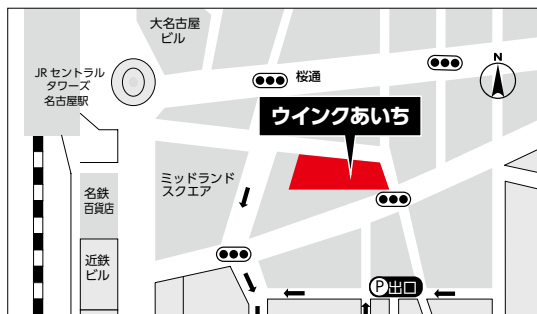 大名古屋
ビル
JRセントラル
タワーズ
名古屋駅
桜通
N
ウインクあいち
ミッドランド
スクエア
名鉄
百貨店
近鉄
ビル
P出口